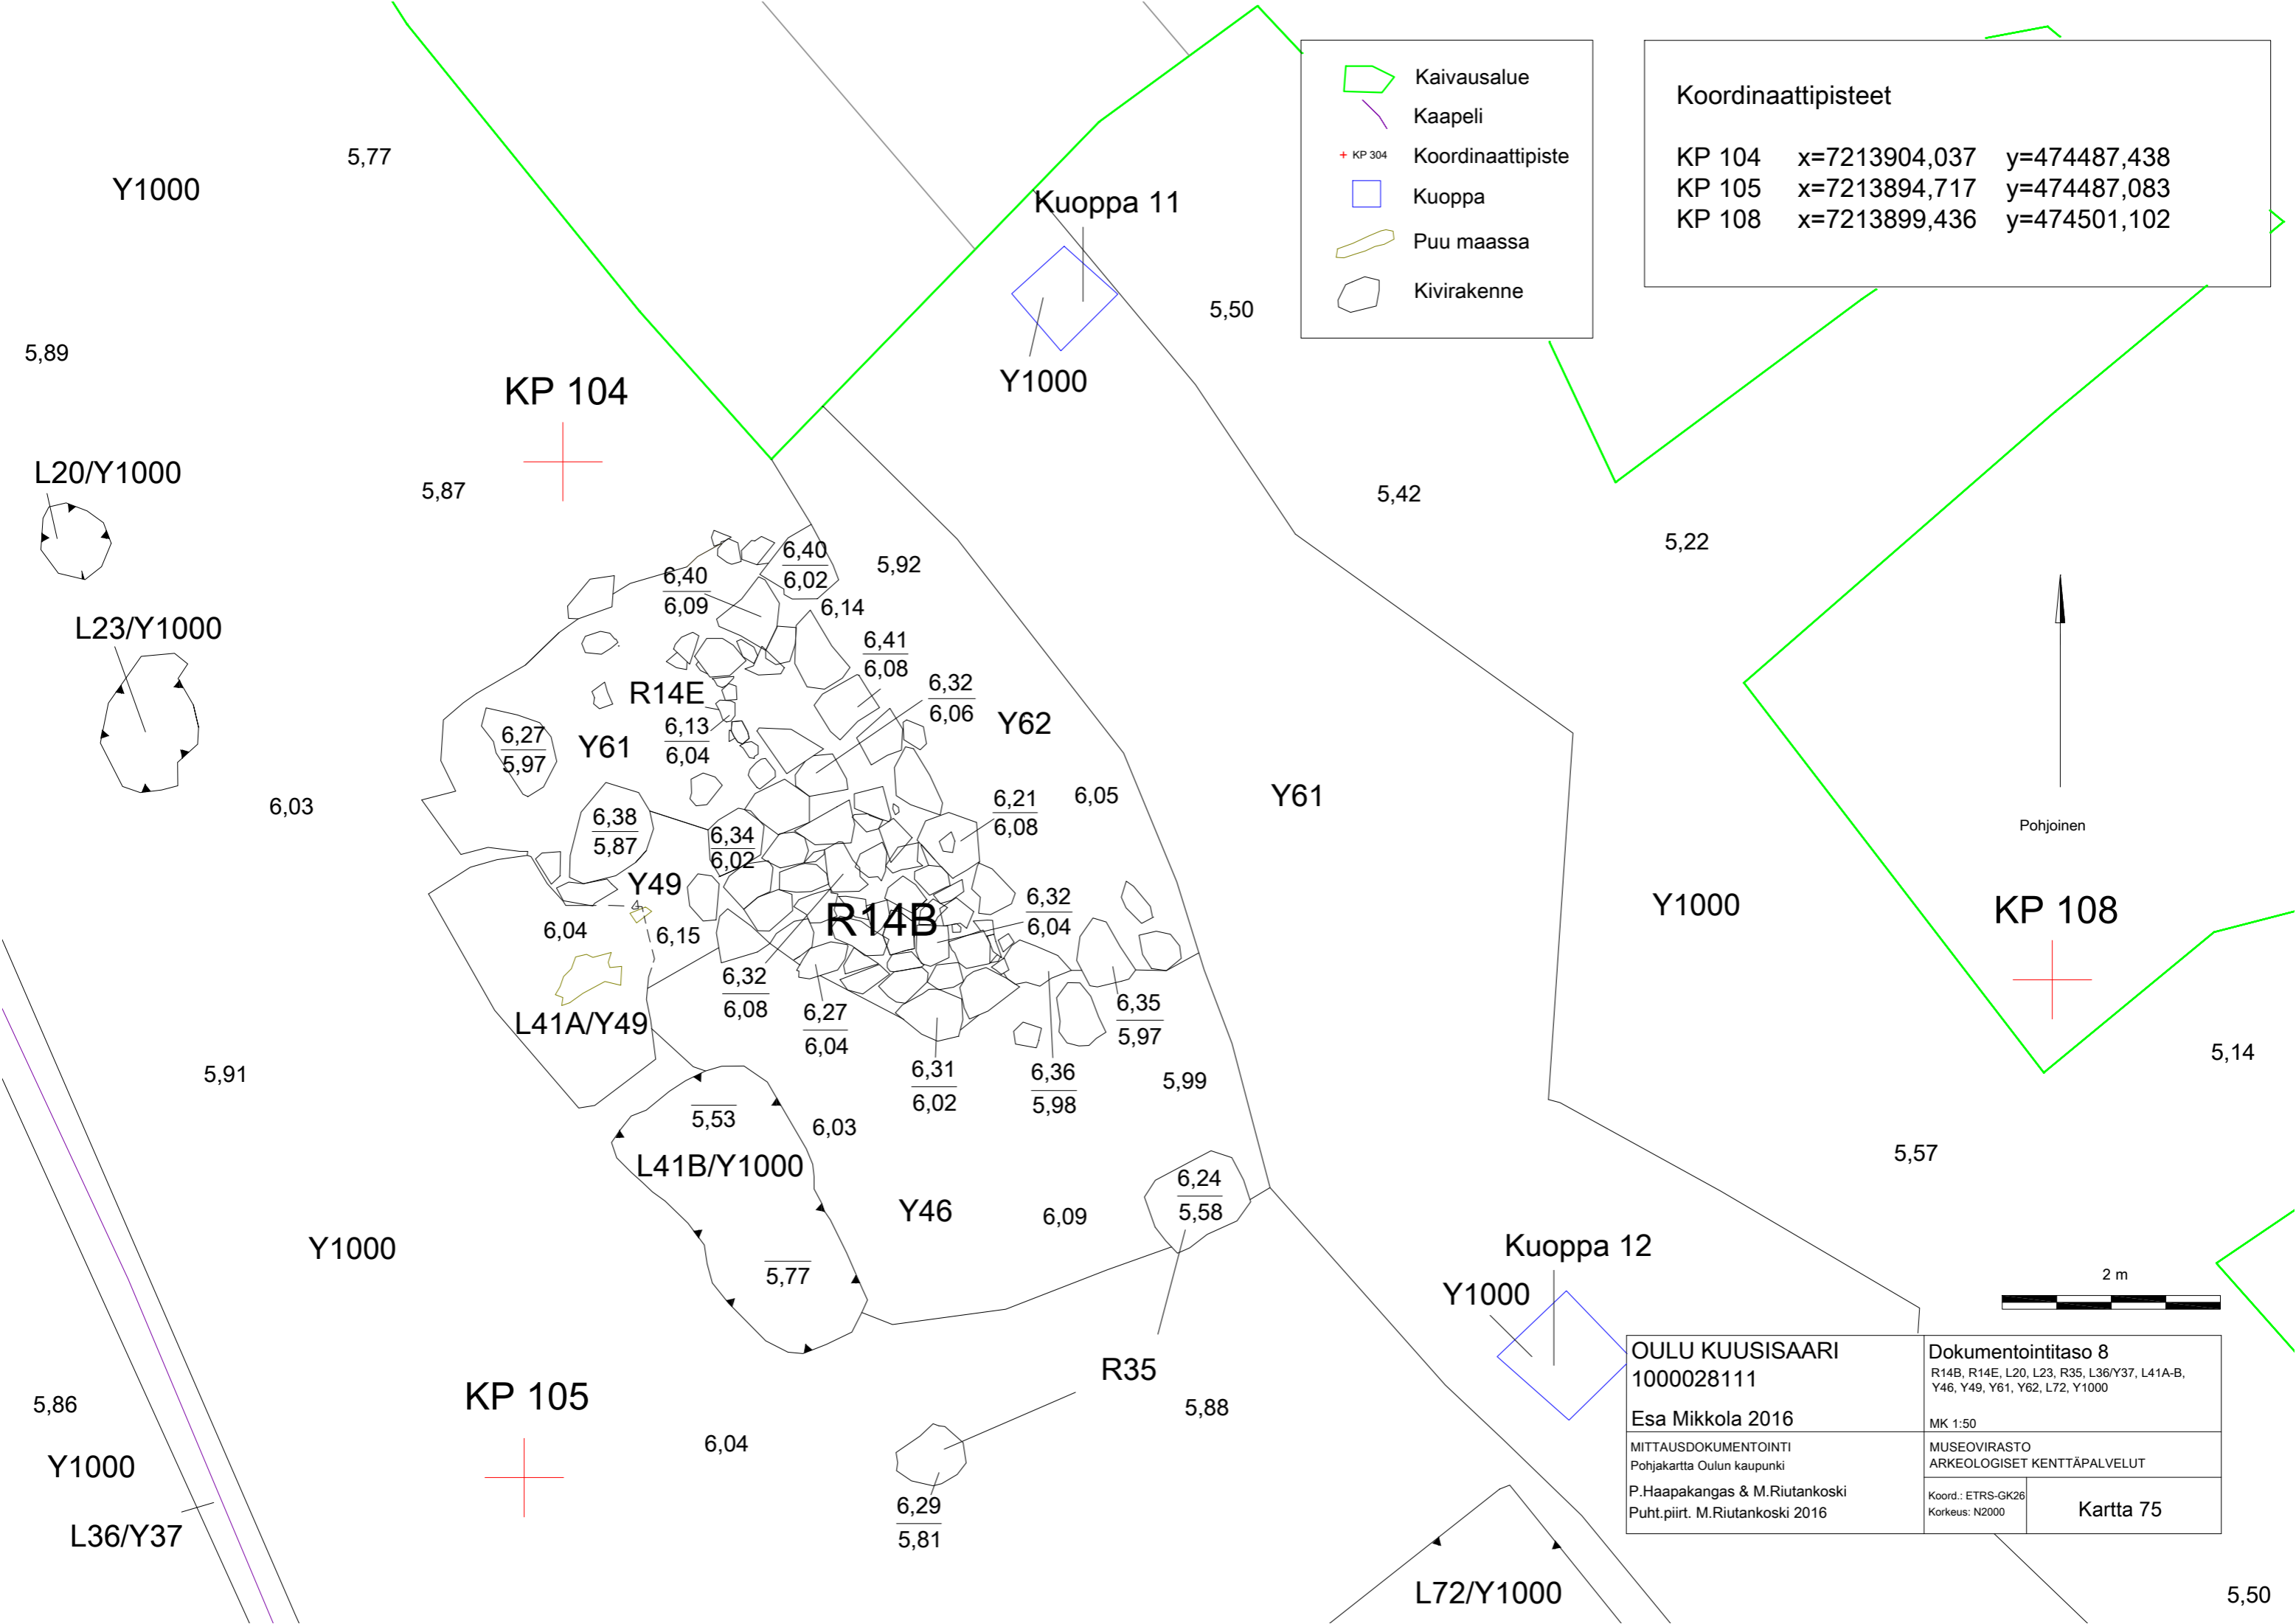 Kaivausalue
Kaapeli
KP 304 Koordinaattipiste
Kuoppa
Puu maassa
Kivirakenne
Koordinaattipisteet
KP 104 x=7213904,037 y=474487,438
KP 105 x=7213894,717 y=474487,083
KP 108 x=7213899,436 y=474501,102
5,77
Y1000
Kuoppa 11
5,50
5,89
Y1000
KP 104
L20/Y1000
5,87
5,42
5,22
6,40
6,02
5,92
6,40
6,09
6,14
L23/Y1000
6,41
6,08
R14E
6,32
6,06
Y62
6,13
6,04
6,27
5,97
Y61
6,03
6,21
6,08
6,05
Y61
Pohjoinen
6,38
5,87
6,34
6,02
Y49
6,32
6,04
Y1000
KP 108
R14B
6,04
6,15
6,32
6,08
6,27
6,04
6,35
5,97
L41A/Y49
5,91
6,31
6,02
6,36
5,98
5,99
5,14
5,53
6,03
5,57
L41B/Y1000
6,24
5,58
Y46
6,09
Y1000
5,77
Kuoppa 12
Y1000
2 m
R35
KP 105
5,86
5,88
6,04
Y1000
6,29
5,81
L36/Y37
L72/Y1000
5,50
OULU KUUSISAARI
1000028111
Esa Mikkola 2016
Dokumentointitaso 8
R14B, R14E, L20, L23, R35, L36/Y37, L41A-B,
Y46, Y49, Y61, Y62, L72, Y1000
MK 1:50
MITTAUSDOKUMENTOINTI
Pohjakartta Oulun kaupunki
P.Haapakangas & M.Riutankoski
Puht.piirt. M.Riutankoski 2016
MUSEOVIRASTO
ARKEOLOGISET KENTTÄPALVELUT
Koord.: ETRS-GK26
Korkeus: N2000
Kartta 75